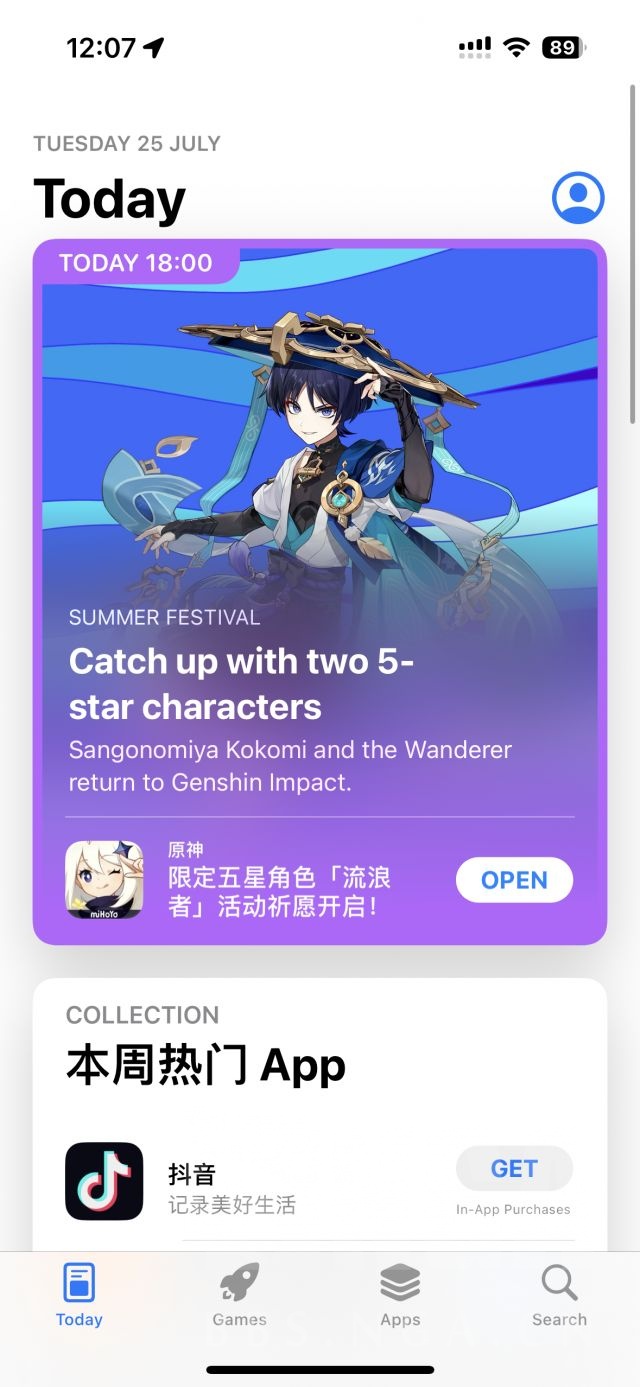 12:07
89
TUESDAY 25 JULY
Today
TODAY 18:00
SUMMER FESTIVAL
Catch up with two 5-
star characters
Sangonomiya Kokomi and the Wanderer
return to Genshin Impact.
原神
限定五星角色「流浪
者」活动祈愿开启！
miHoYo
OPEN
COLLECTION
本周热门 App
抖音
记录美好生活
GET
In-App Purchases
Today
Games
Apps
Search